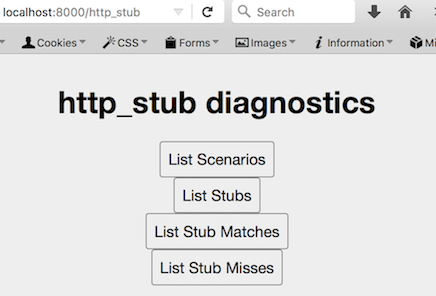 localhost:8000/http_stub
Search
Cookies
CSS
Forms
Images
Information
http_stub diagnostics
List Scenarios
List Stubs
List Stub Matches
List Stub Misses